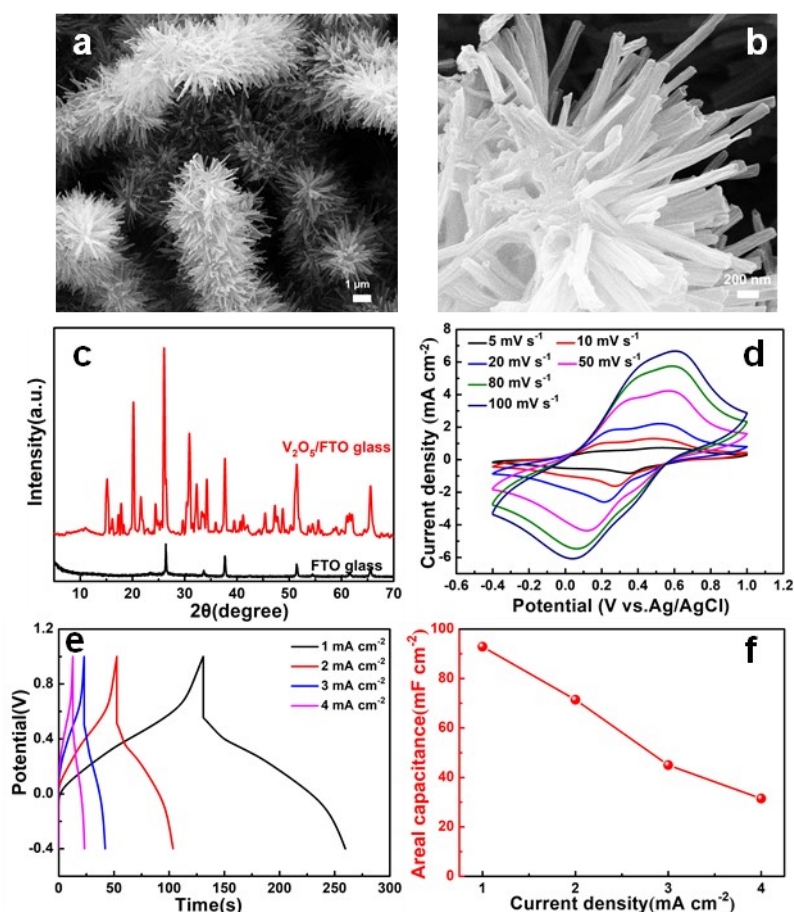 a
b
1 μm
200 nm
c
Intensity(a.u.)
V₂O₅/FTO glass
FTO glass
10 20 30 40 50 60 70
2θ(degree)
d
5 mV s⁻¹ 10 mV s⁻¹
20 mV s⁻¹ 50 mV s⁻¹
80 mV s⁻¹
100 mV s⁻¹
Current density (mA cm⁻²)
8
6
4
2
0
-2
-4
-6
-0.6 -0.4 -0.2 0.0 0.2 0.4 0.6 0.8 1.0 1.2
Potential (V vs.Ag/AgCl)
e
1 mA cm⁻²
2 mA cm⁻²
3 mA cm⁻²
4 mA cm⁻²
Potential(V)
1.2
0.8
0.4
0.0
-0.4
0 50 100 150 200 250 300
Time(s)
f
Areal capacitance(mF cm⁻²)
100
80
60
40
20
0
1 2 3 4
Current density(mA cm⁻²)